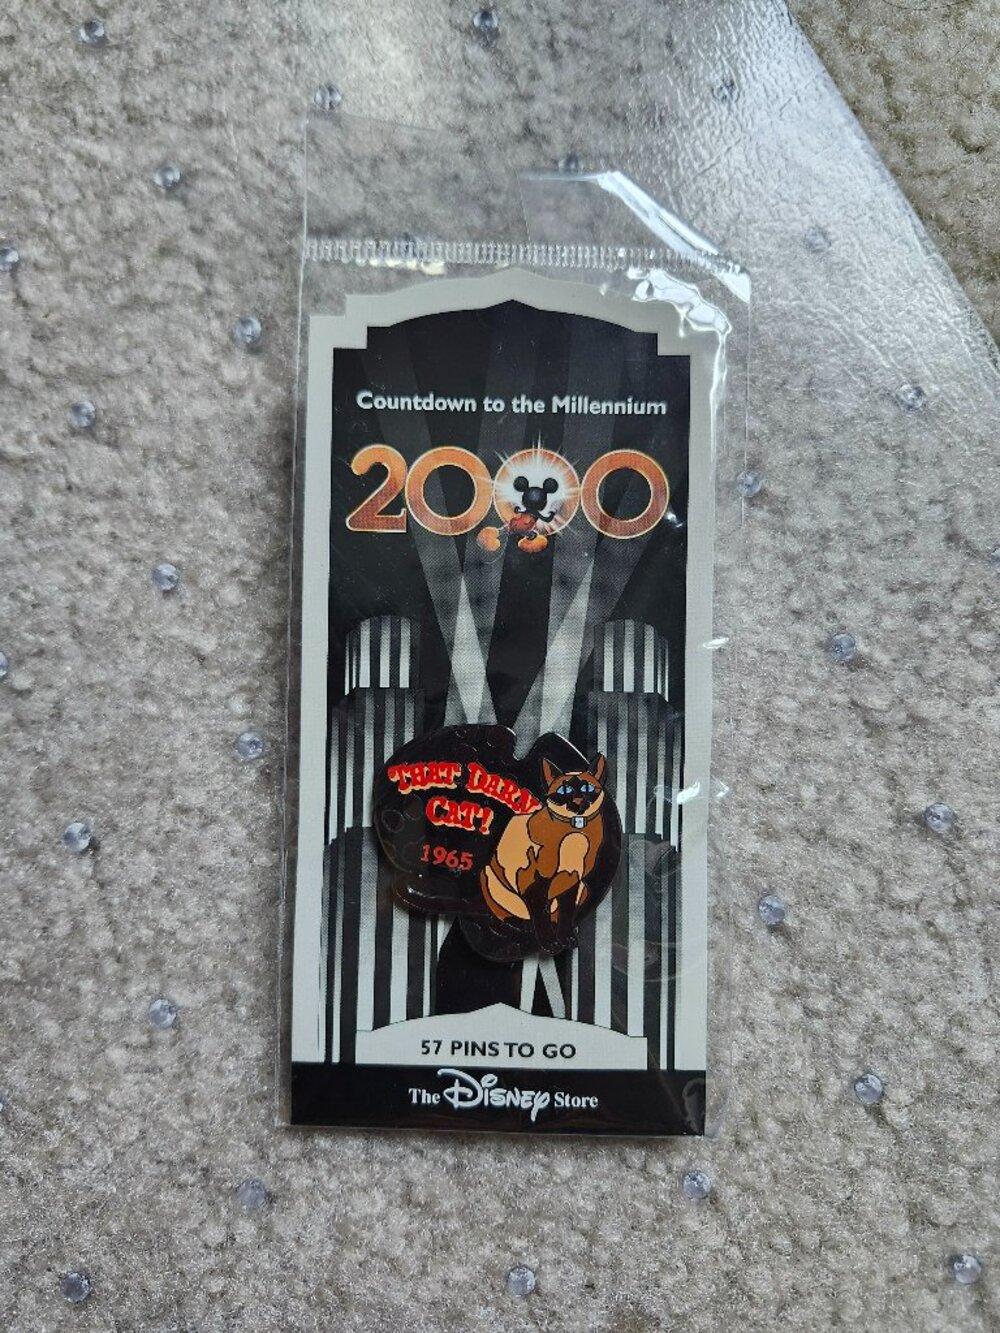 Countdown to the Millennium
2000
THAT DARN
CAT!
1965
57 PINS TO GO
The Disney Store